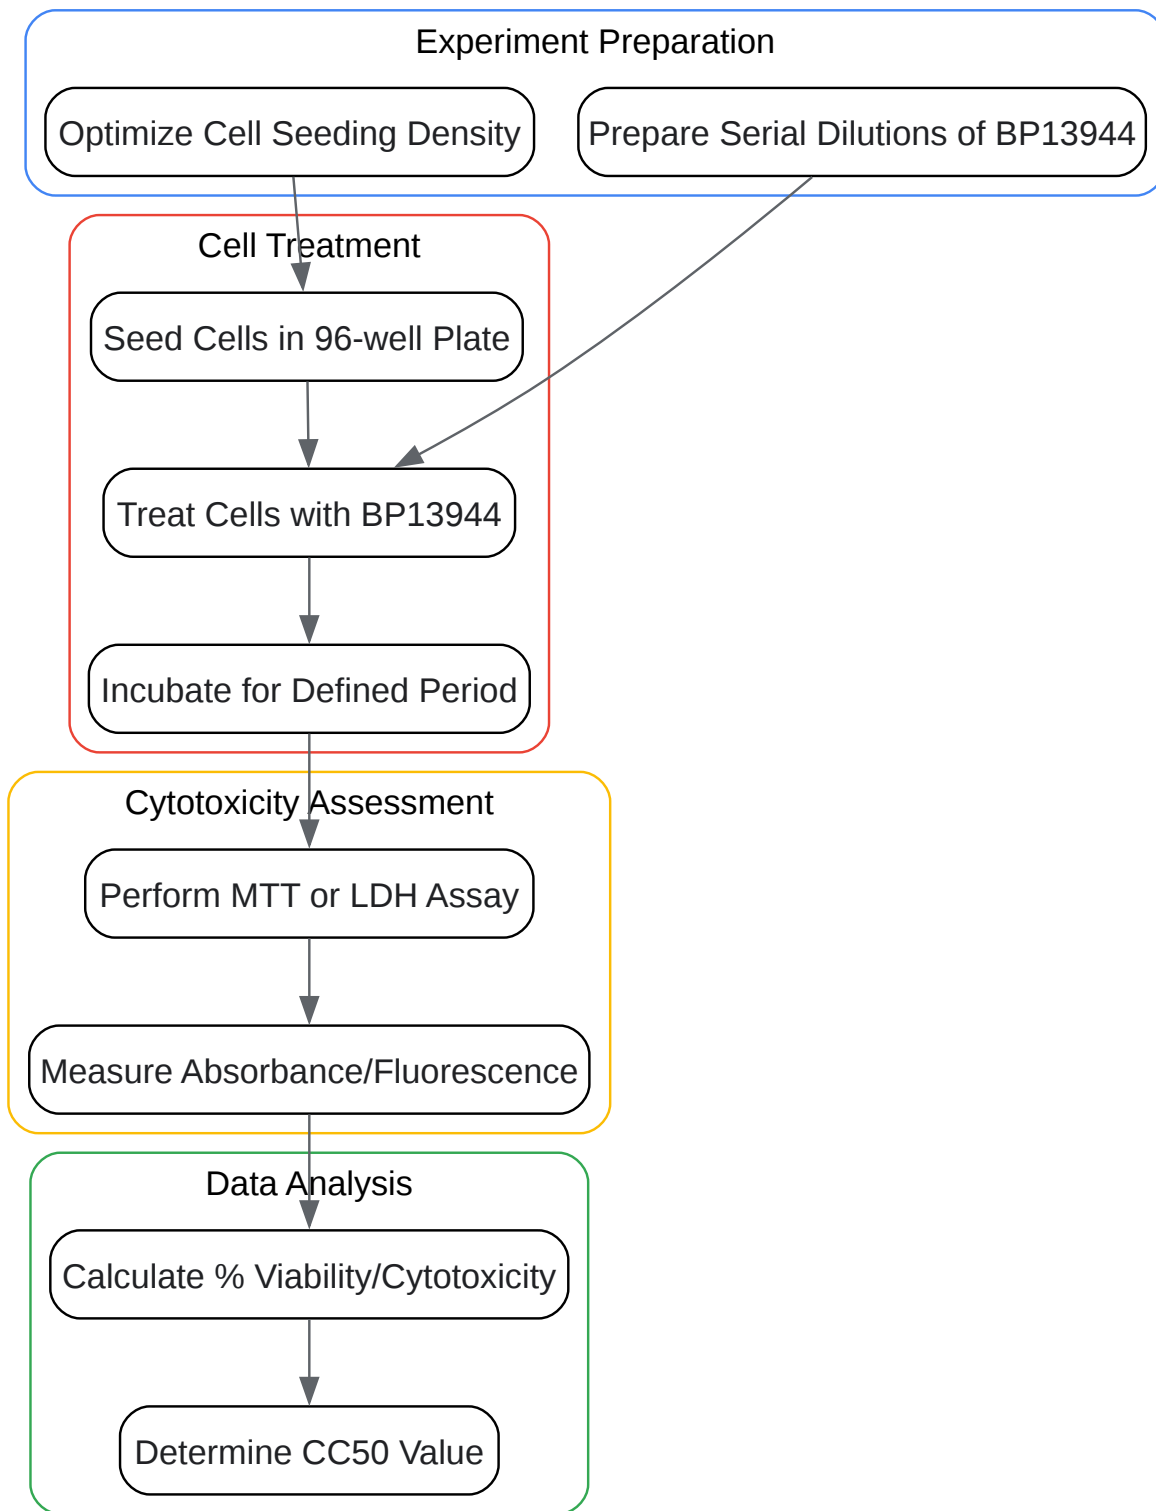 Experiment Preparation
Optimize Cell Seeding Density
Prepare Serial Dilutions of BP13944
Cell Treatment
Seed Cells in 96-well Plate
Treat Cells with BP13944
Incubate for Defined Period
Cytotoxicity Assessment
Perform MTT or LDH Assay
Measure Absorbance/Fluorescence
Data Analysis
Calculate % Viability/Cytotoxicity
Determine CC50 Value